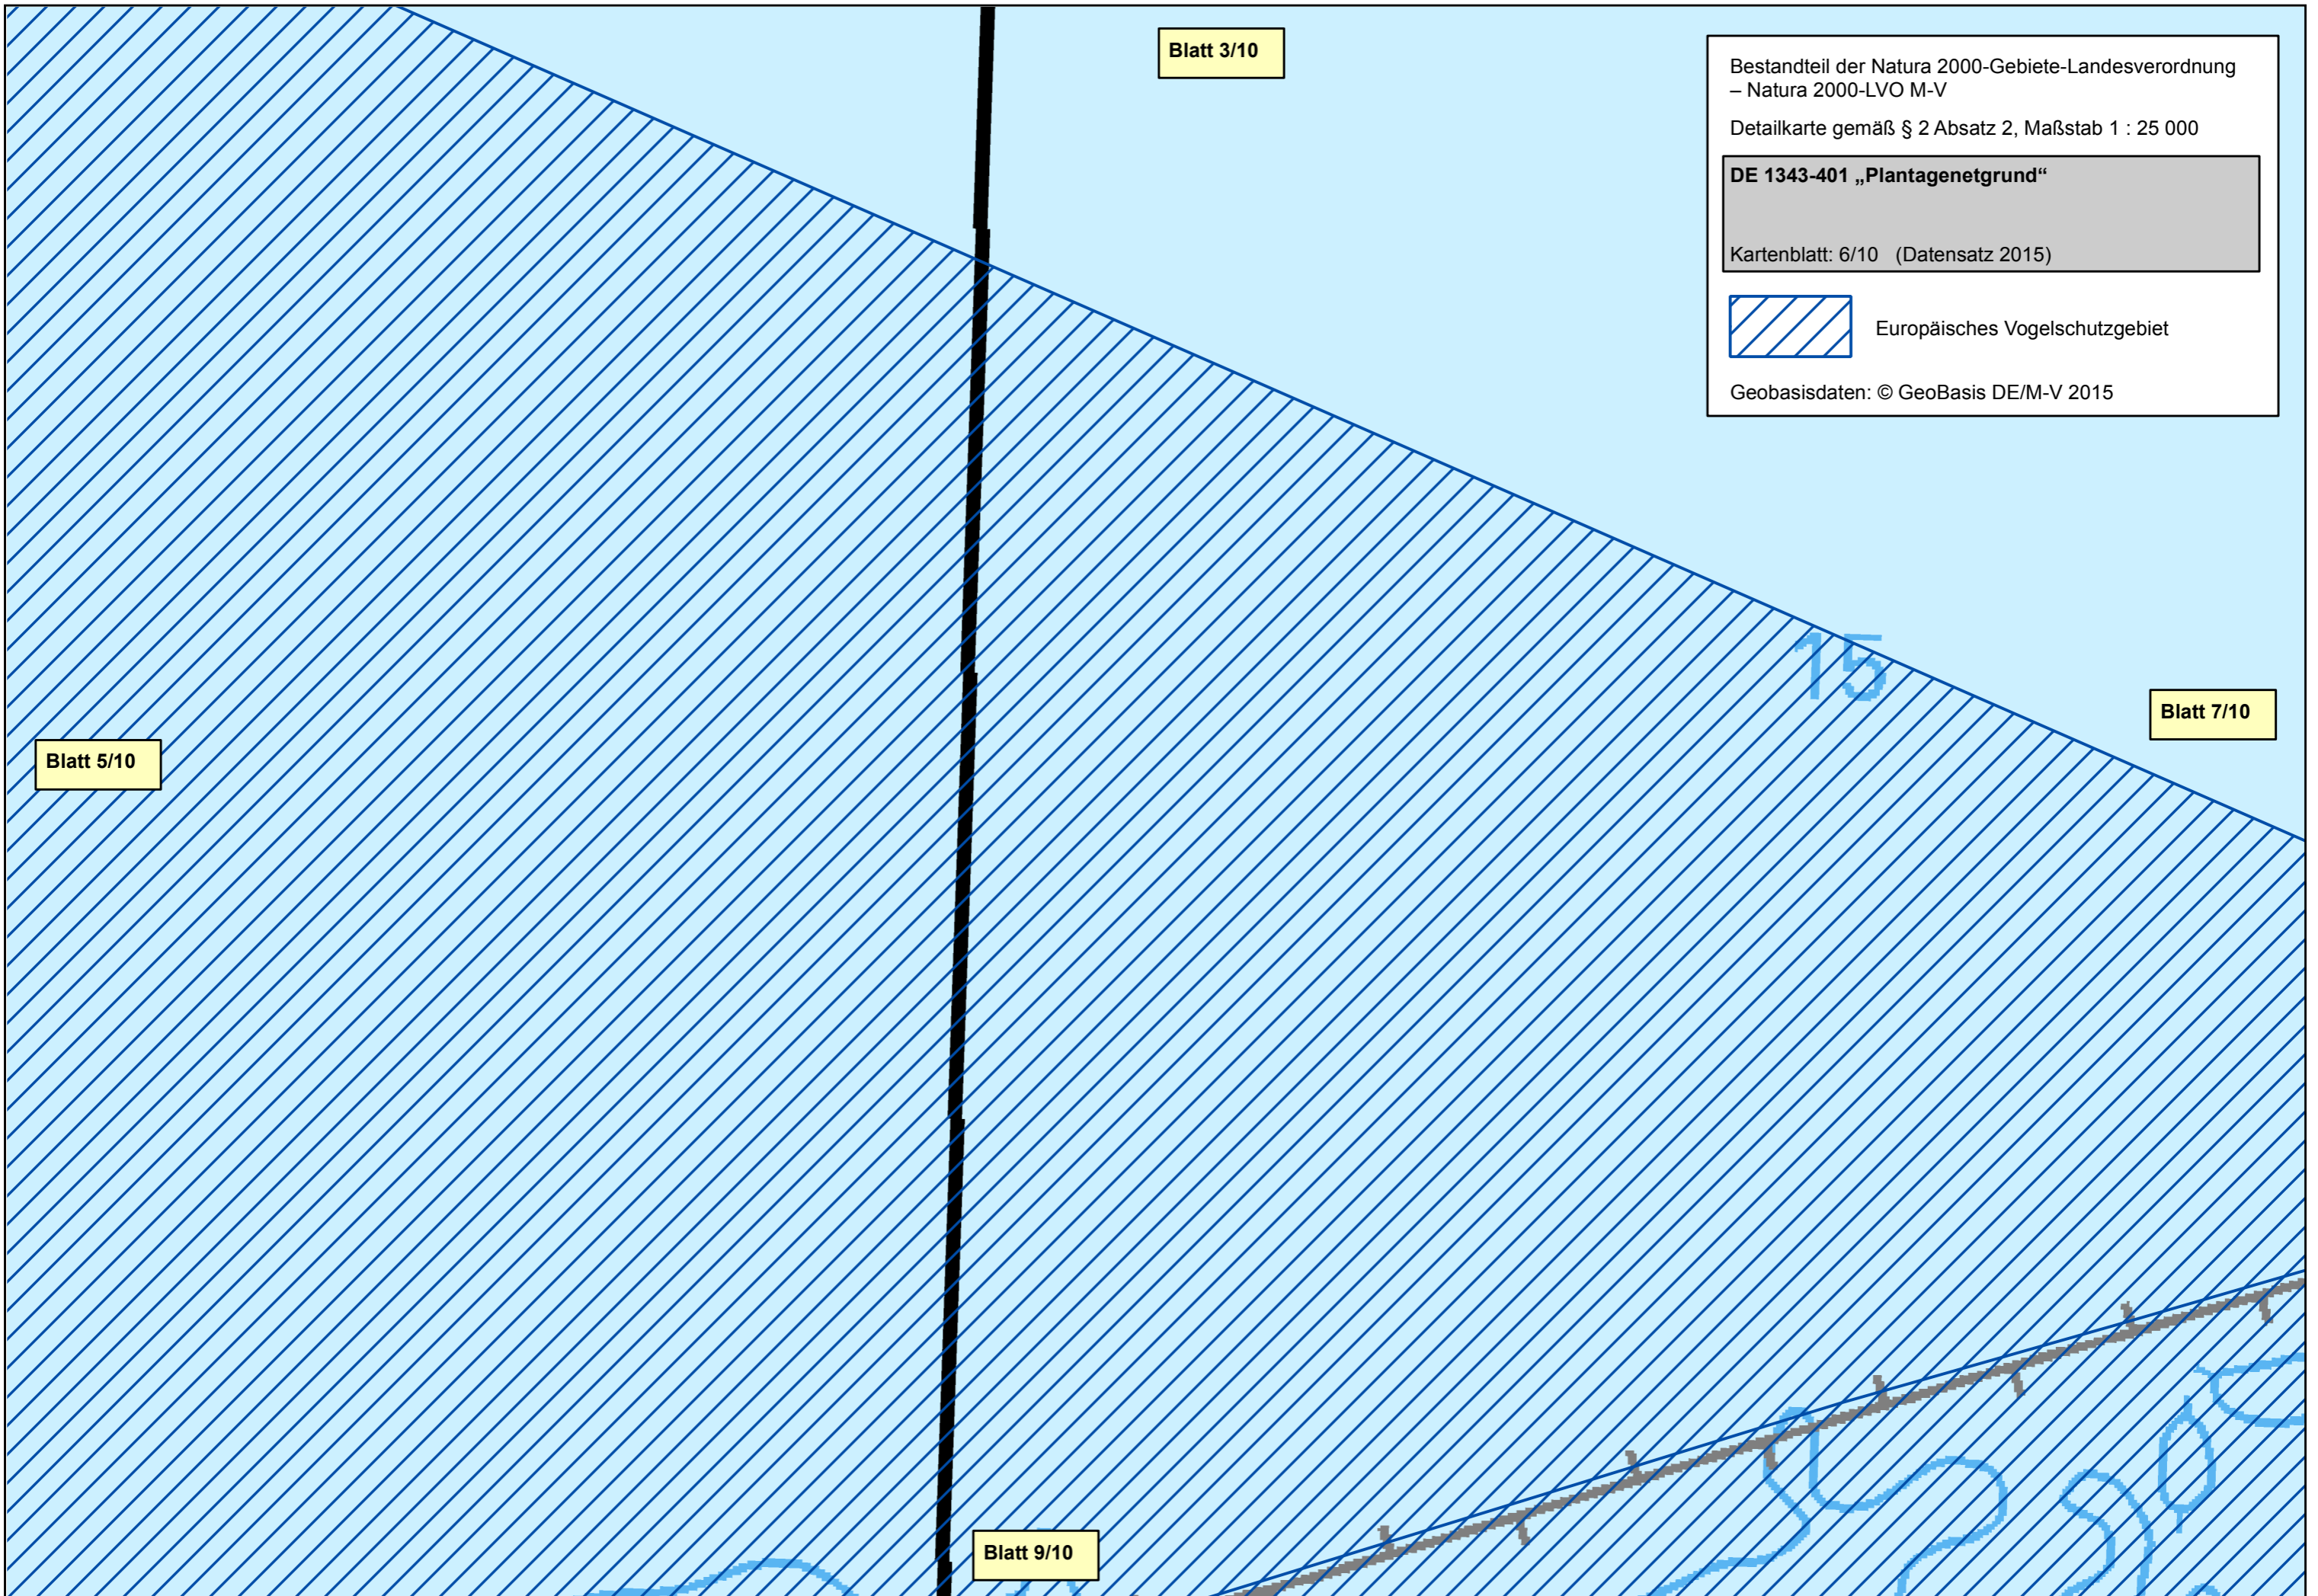 Blatt 3/10
Bestandteil der Natura 2000-Gebiete-Landesverordnung
– Natura 2000-LVO M-V
Detailkarte gemäß § 2 Absatz 2, Maßstab 1 : 25 000
DE 1343-401 „Plantagenetgrund“
Kartenblatt: 6/10 (Datensatz 2015)
Europäisches Vogelschutzgebiet
Geobasisdaten: © GeoBasis DE/M-V 2015
15
Blatt 7/10
Blatt 5/10
Blatt 9/10